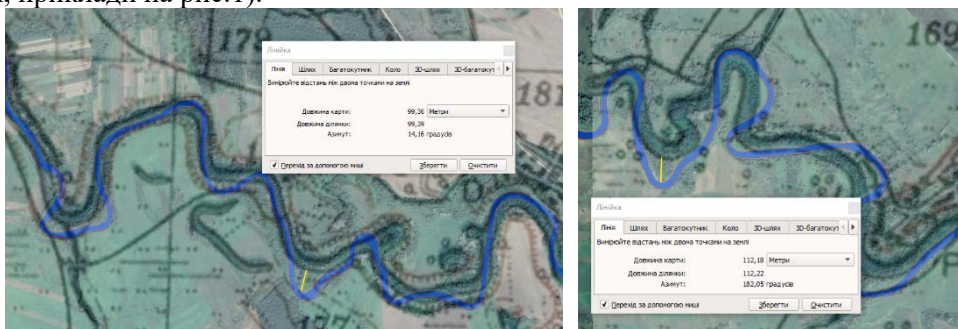 приклади на рис.1).
179
181
Лінійка
Лінія Шлях Багатокутник Коло 3D-шлях 3D-багатокут
Виміряйте відстань між двома точками на землі
Довжина карти: 99,36 Метри
Довжина ділянки: 99,39
Азимут: 14,16 градусів
Перехід за допомогою миші Зберегти Очистити
169
Лінійка
Лінія Шлях Багатокутник Коло 3D-шлях 3D-багатокут
Виміряйте відстань між двома точками на землі
Довжина карти: 112,18 Метри
Довжина ділянки: 112,22
Азимут: 182,05 градусів
Перехід за допомогою миші Зберегти Очистити